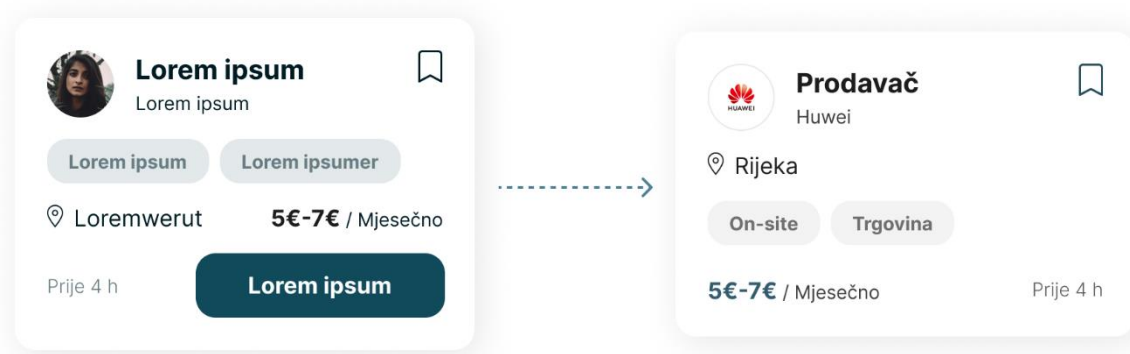 Lorem ipsum
Lorem ipsum
Lorem ipsum Lorem ipsumer
Loremwerut 5€-7€ / Mjesečno
Prije 4 h Lorem ipsum
Prodavač
HUAWEI
Huwei
Rijeka
On-site Trgovina
5€-7€ / Mjesečno Prije 4 h